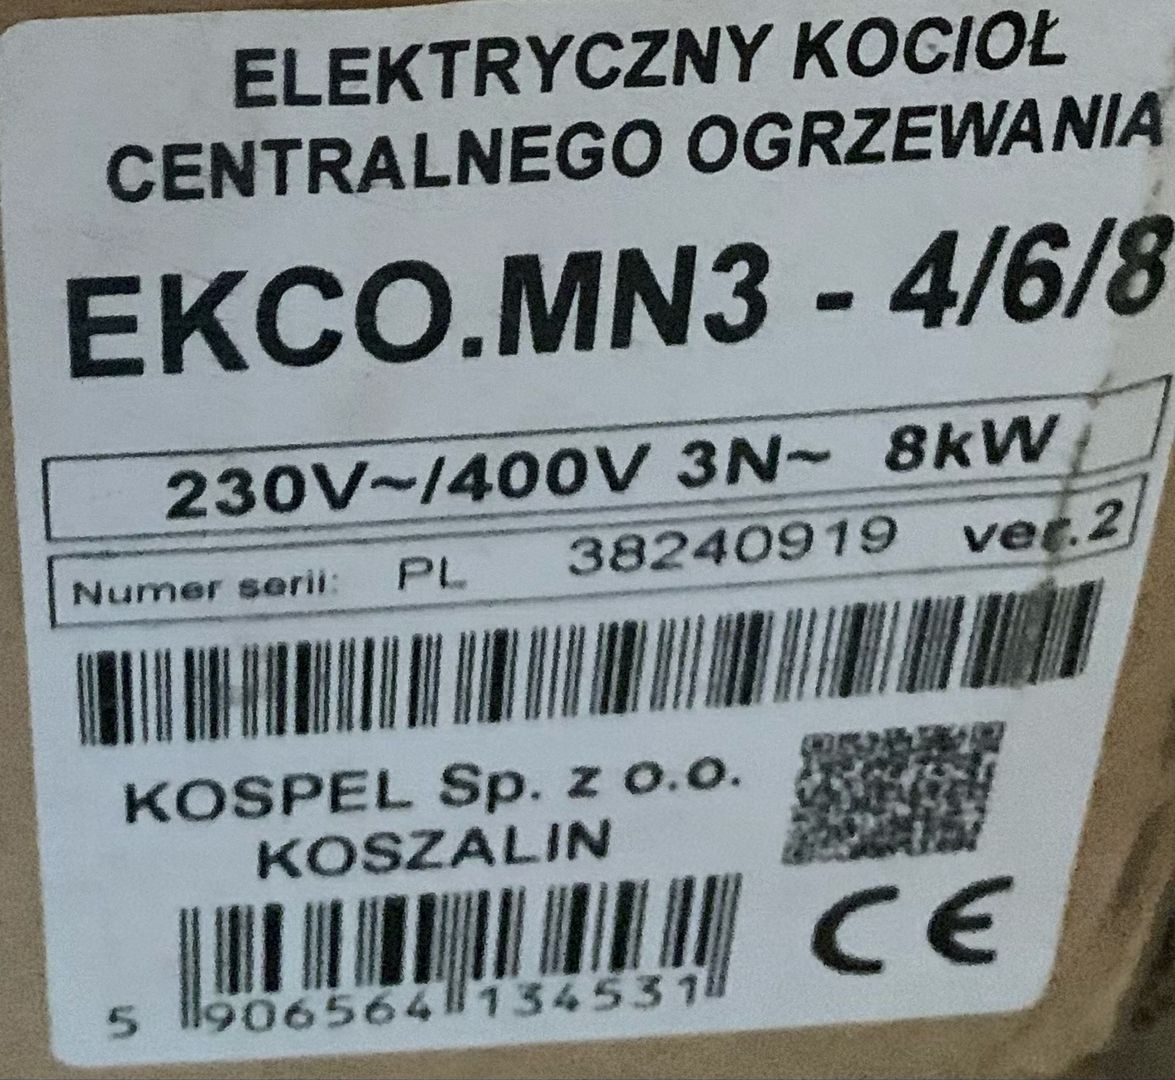 ELEKTRYCZNY KOCIOŁ
CENTRALNEGO OGRZEWANIA
EKCO.MN3 - 4/6/8
230V~/400V 3N~ 8kW
Numer serii: PL 38240919 ver.2
KOSPEL Sp. z o.o.
KOSZALIN
CE
5 906564 134531